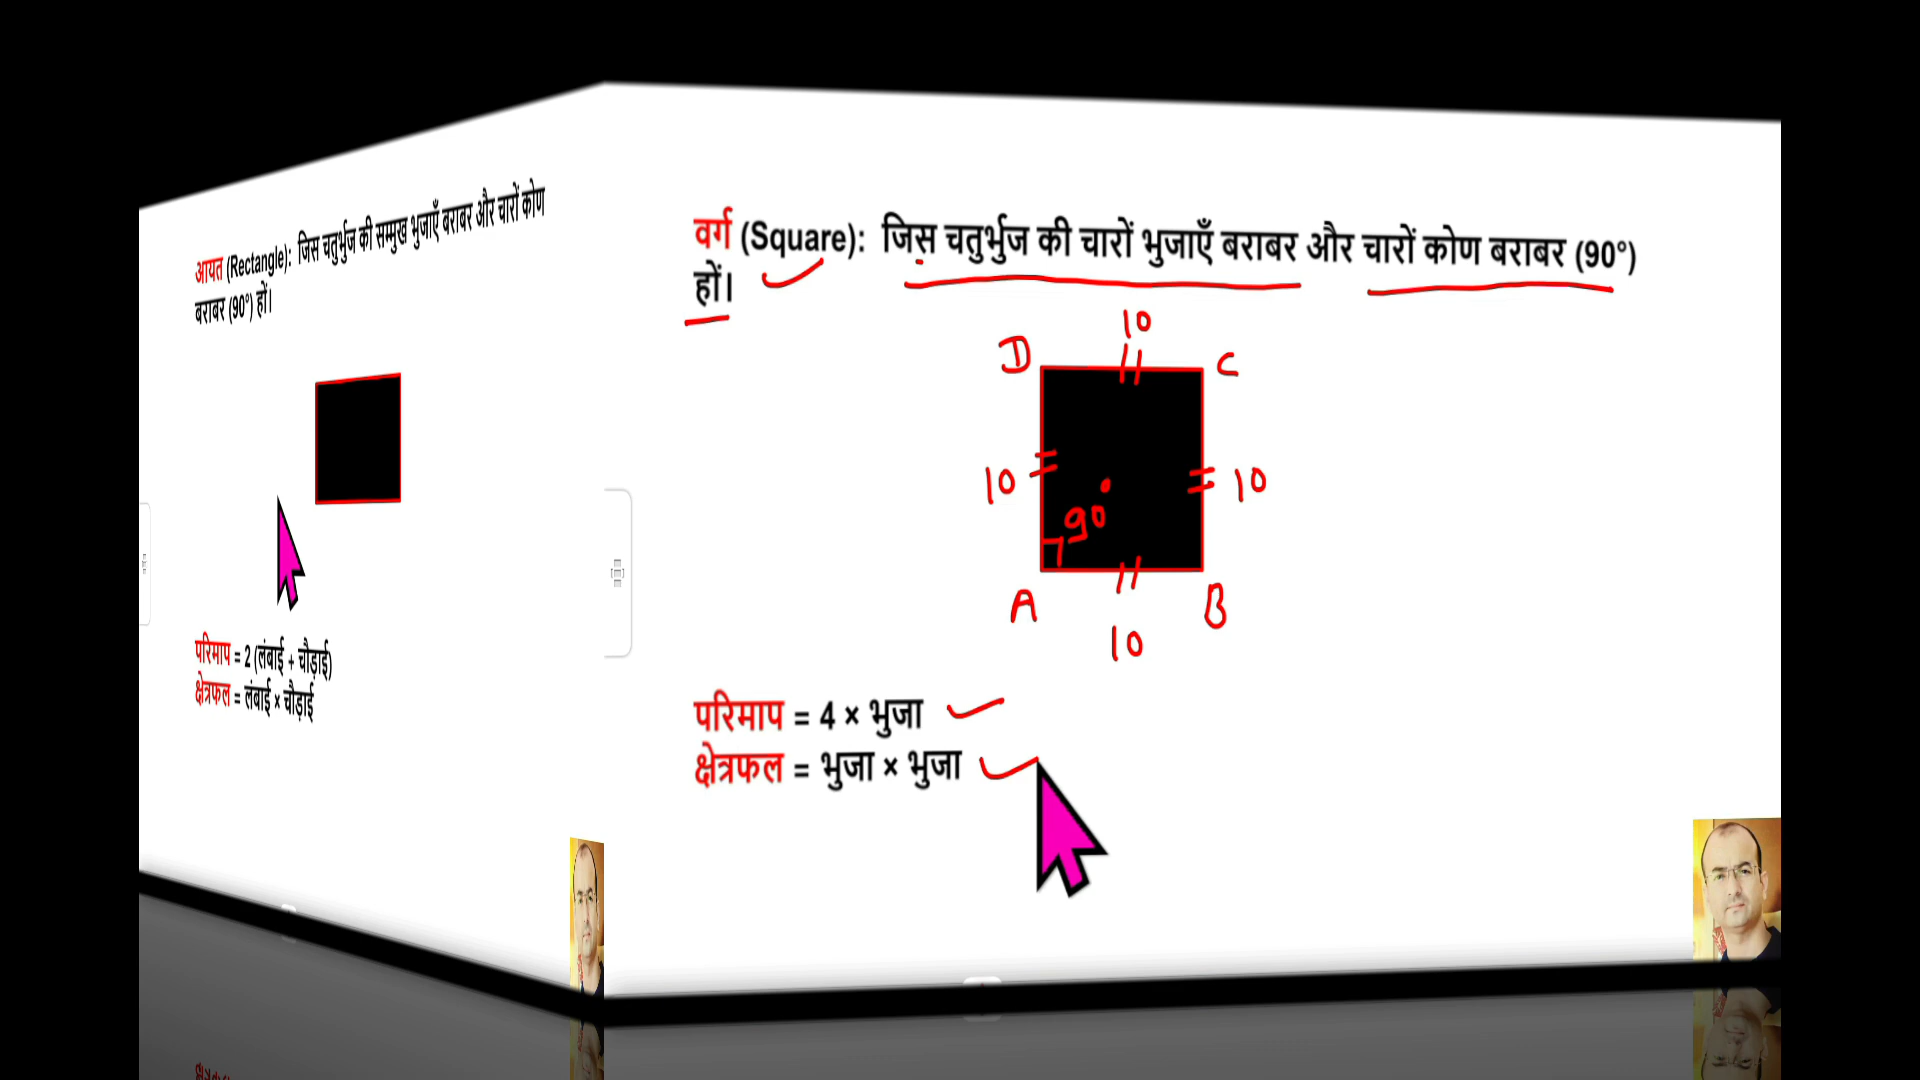 आयत (Rectangle): जिस चतुर्भुज की सम्मुख भुजाएँ बराबर और चारों कोण
बराबर (90°) हों।
परिमाप = 2 (लंबाई + चौड़ाई)
क्षेत्रफल = लंबाई × चौड़ाई
वर्ग (Square): जिस चतुर्भुज की चारों भुजाएँ बराबर और चारों कोण बराबर (90°)
हों।
10
D
C
10
10
90
A
B
10
परिमाप = 4 × भुजा
क्षेत्रफल = भुजा × भुजा